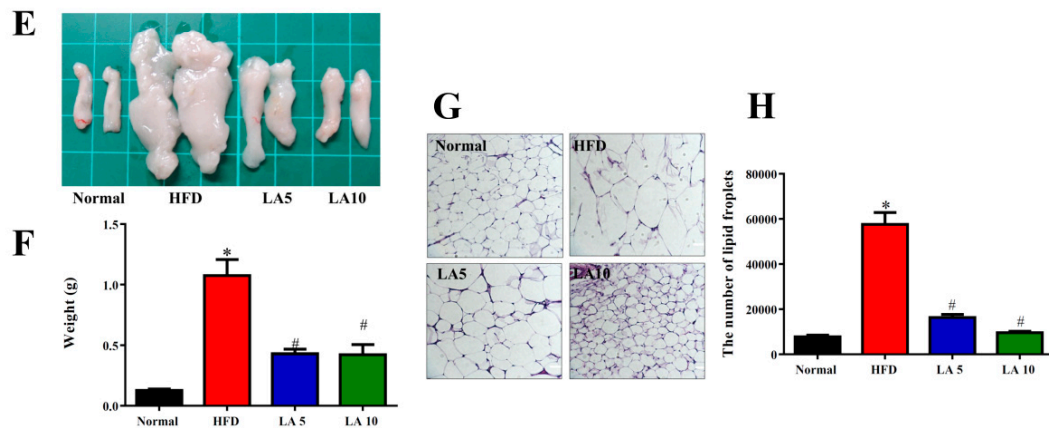 E
Normal HFD LA5 LA10
F
Weight (g)
1.5
1.0
0.5
0.0
*
#
#
Normal HFD LA 5 LA 10
G
Normal HFD
LA5 LA10
H
The number of lipid froplets
80000
60000
40000
20000
0
*
#
#
Normal HFD LA 5 LA 10